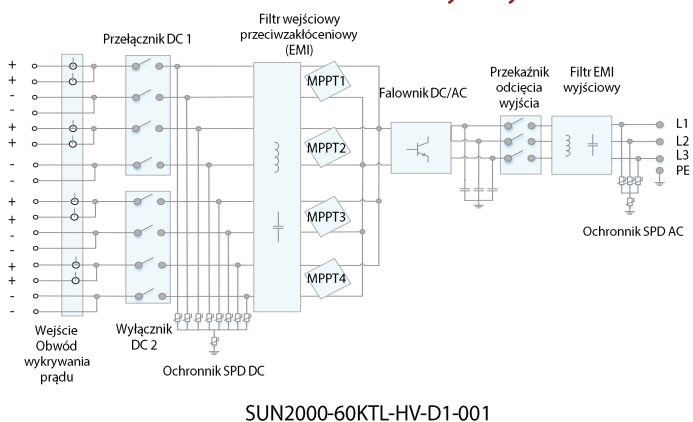 Filtr wejściowy
przeciwzakłóceniowy
(EMI)
Przełącznik DC 1
MPPT1
MPPT2
MPPT3
MPPT4
Falownik DC/AC
Przekaźnik
odcięcia
wyjścia
Filtr EMI
wyjściowy
L1
L2
L3
PE
+
+
-
-
+
+
-
-
+
+
-
-
+
+
-
-
Ochronnik SPD AC
Wejście
Obwód
wykrywania
prądu
Wyłącznik
DC 2
Ochronnik SPD DC
SUN2000-60KTL-HV-D1-001